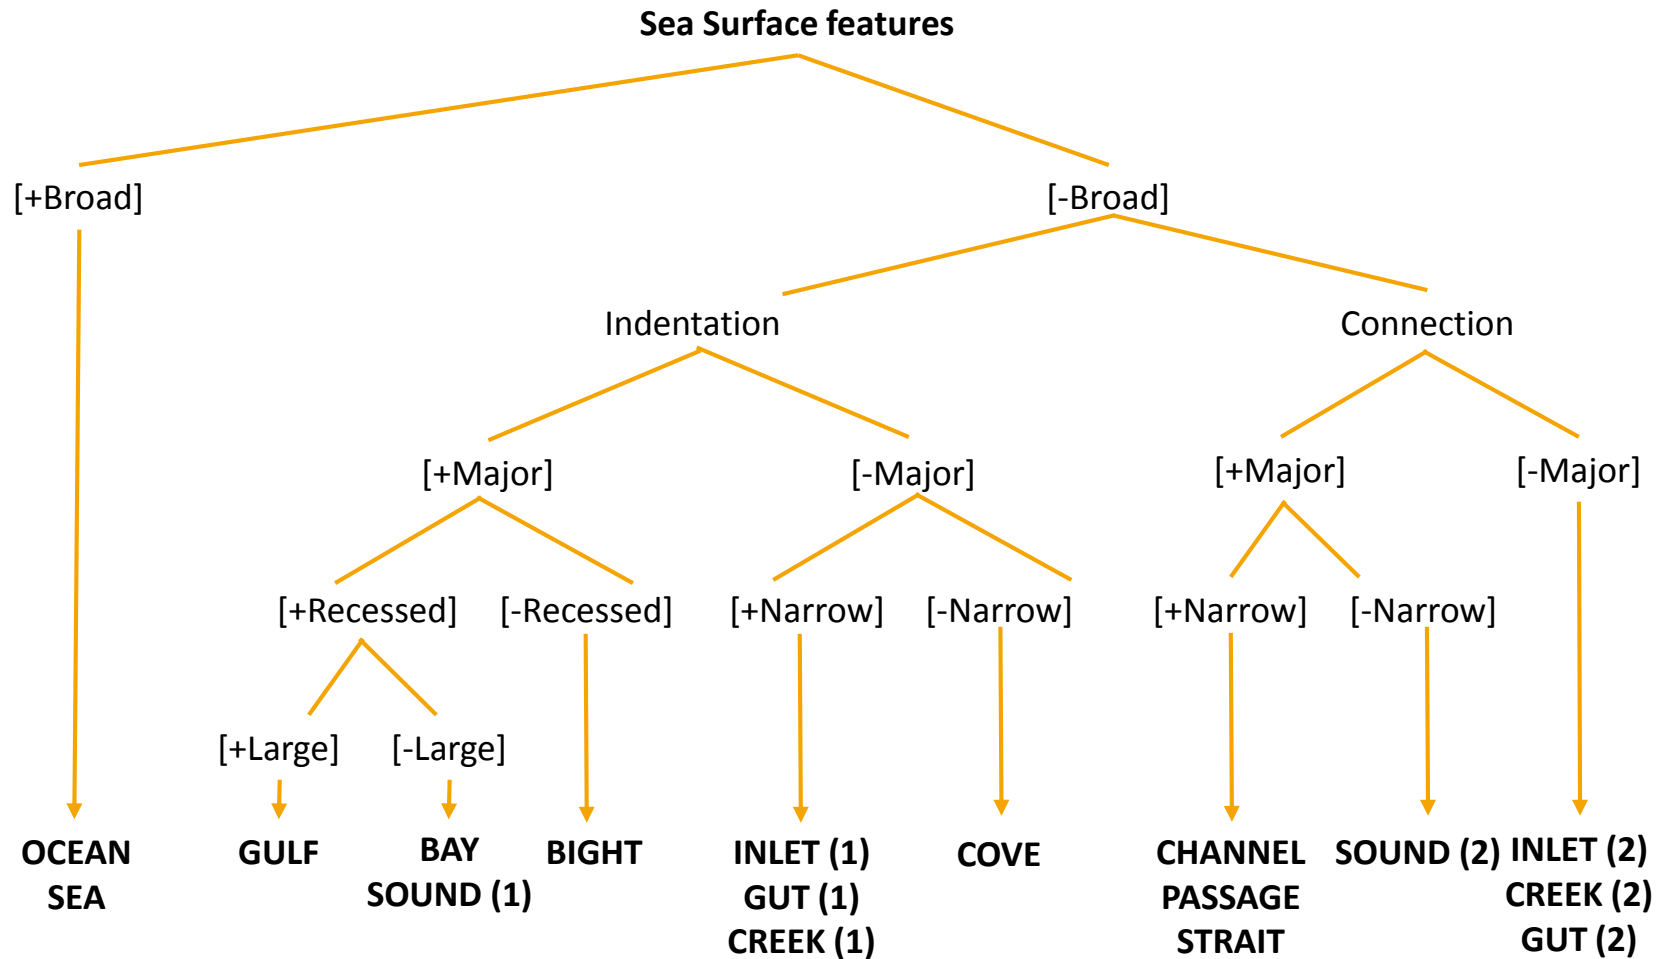 Sea Surface features
[+Broad]
[-Broad]
Indentation
Connection
[+Major]
[-Major]
[+Major]
[-Major]
[+Recessed]
[-Recessed]
[+Narrow]
[-Narrow]
[+Narrow]
[-Narrow]
[+Large]
[-Large]
OCEAN
SEA
GULF
BAY
SOUND (1)
BIGHT
INLET (1)
GUT (1)
CREEK (1)
COVE
CHANNEL
PASSAGE
STRAIT
SOUND (2)
INLET (2)
CREEK (2)
GUT (2)